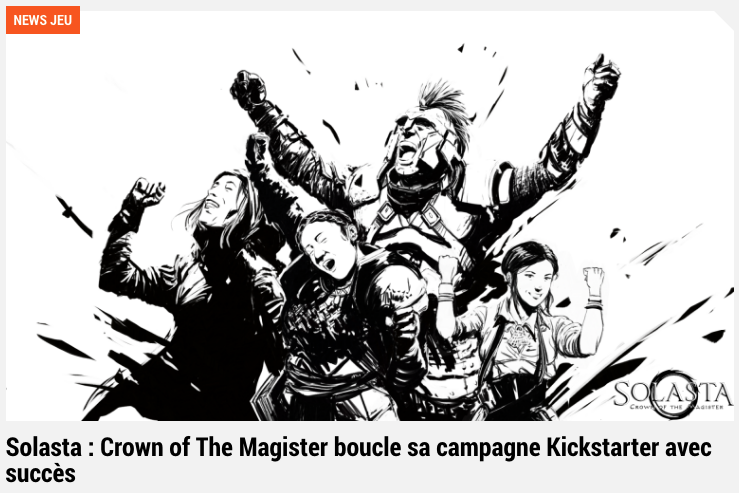 NEWS JEU
SOLASTA
CROWN OF THE MAGISTER
Solasta : Crown of The Magister boucle sa campagne Kickstarter avec
succès